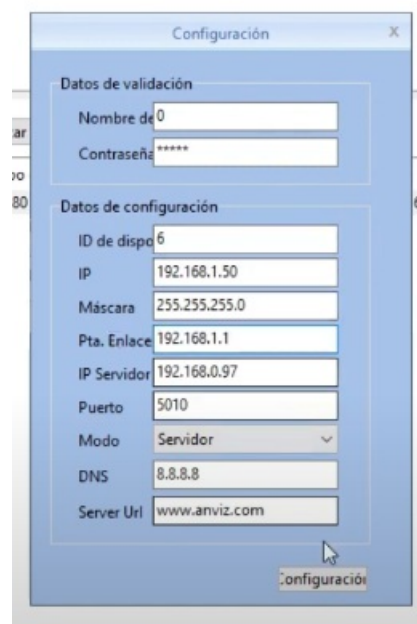 Configuración x
Datos de validación
Nombre de 0
Contraseña *****
Datos de configuración
ID de dispo 6
IP 192.168.1.50
Máscara 255.255.255.0
Pta. Enlace 192.168.1.1
IP Servidor 192.168.0.97
Puerto 5010
Modo Servidor
DNS 8.8.8.8
Server Url www.anviz.com
Configuración